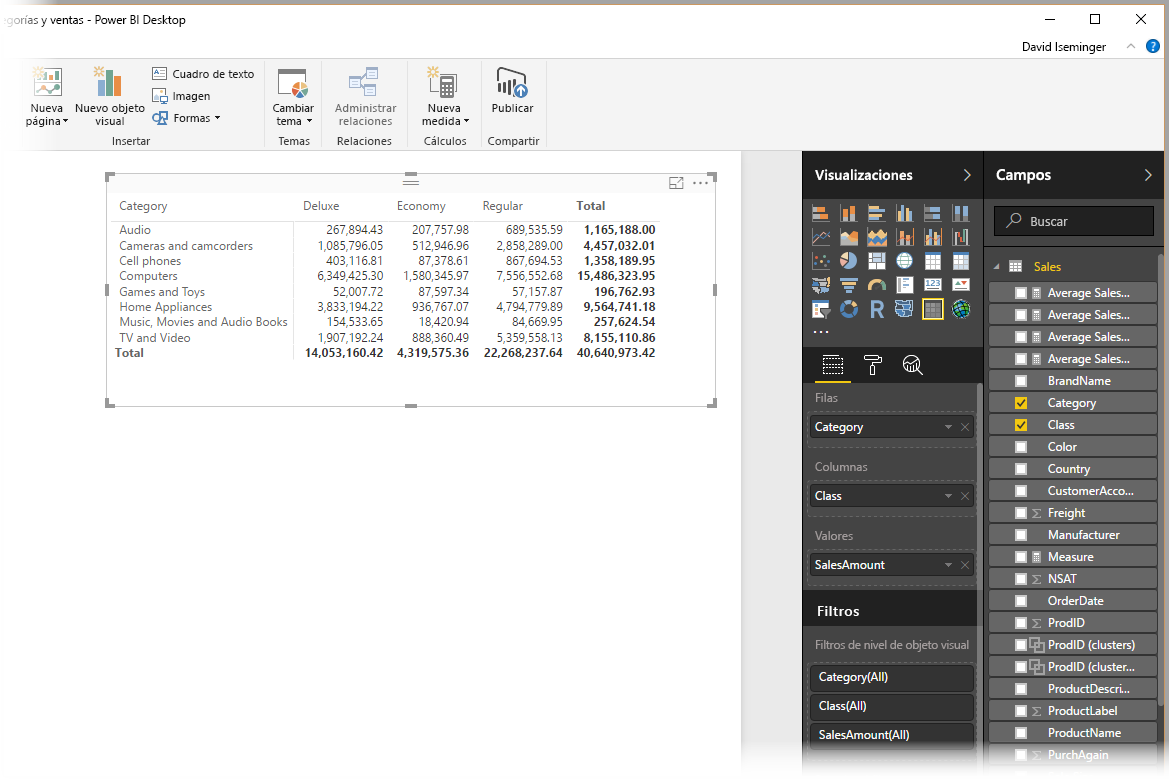 egorías y ventas - Power BI Desktop
David Iseminger
?
Nueva página
Nuevo objeto visual
Cuadro de texto
Imagen
Formas
Insertar
Cambiar tema
Temas
Administrar relaciones
Relaciones
Nueva medida
Cálculos
Publicar
Compartir
Category Deluxe Economy Regular Total
Audio 267,894.43 207,757.98 689,535.59 1,165,188.00
Cameras and camcorders 1,085,796.05 512,946.96 2,858,289.00 4,457,032.01
Cell phones 403,116.81 87,378.61 867,694.53 1,358,189.95
Computers 6,349,425.30 1,580,345.97 7,556,552.68 15,486,323.95
Games and Toys 52,007.72 87,597.34 57,157.87 196,762.93
Home Appliances 3,833,194.22 936,767.07 4,794,779.89 9,564,741.18
Music, Movies and Audio Books 154,533.65 18,420.94 84,669.95 257,624.54
TV and Video 1,907,192.24 888,360.49 5,359,558.13 8,155,110.86
Total 14,053,160.42 4,319,575.36 22,268,237.64 40,640,973.42
Visualizaciones
123
R
Filas
Category
Columnas
Class
Valores
SalesAmount
Filtros
Filtros de nivel de objeto visual
Category(All)
Class(All)
SalesAmount(All)
Campos
Buscar
Sales
Average Sales...
Average Sales...
Average Sales...
Average Sales...
BrandName
Category
Class
Color
Country
CustomerAcco...
Σ Freight
Manufacturer
Measure
Σ NSAT
OrderDate
Σ ProdID
ProdID (clusters)
ProdID (cluster...
ProductDescri...
Σ ProductLabel
ProductName
Σ PurchAgain